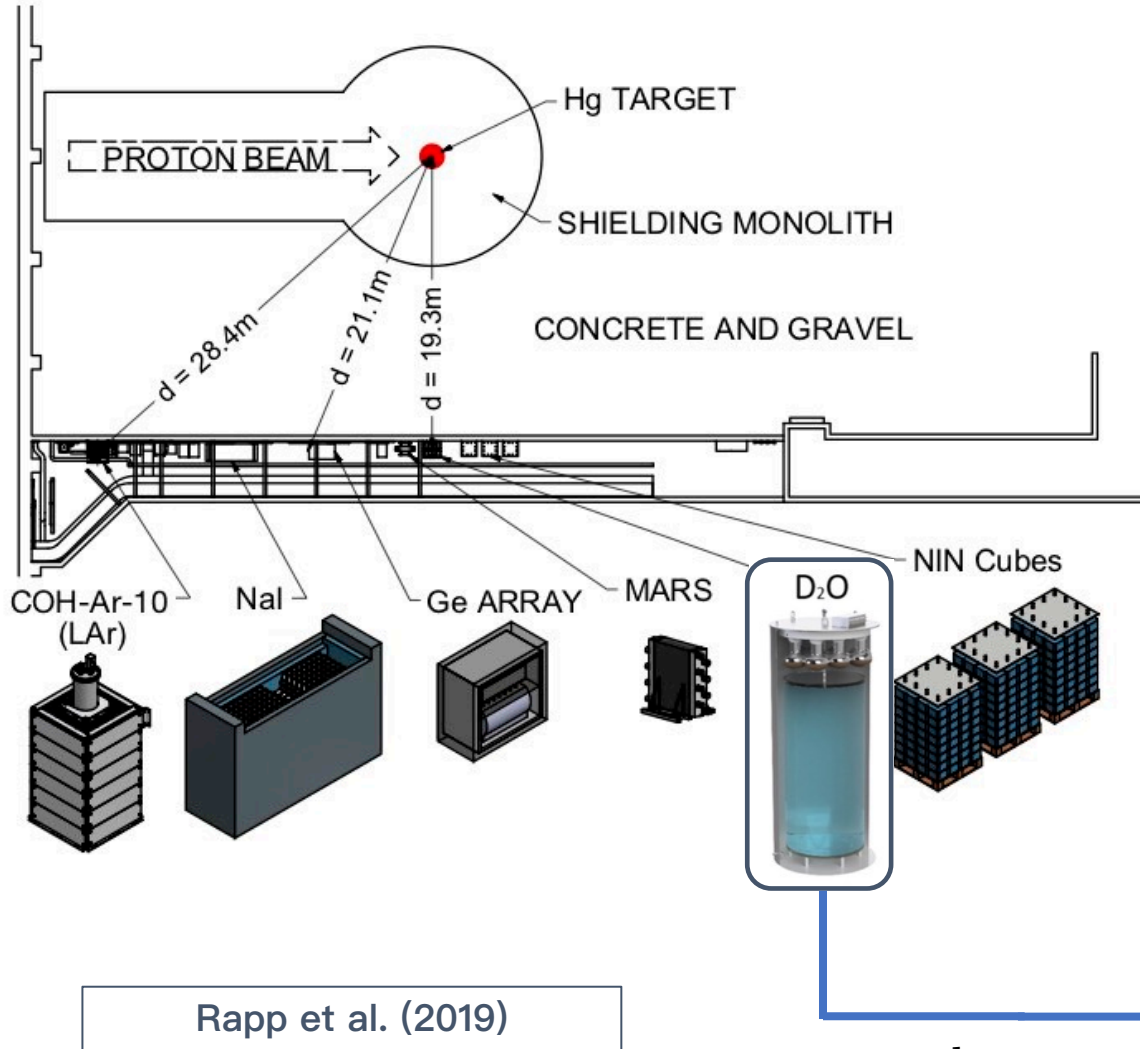 Hg TARGET
PROTON BEAM
SHIELDING MONOLITH
d = 28.4m
d = 21.1m
d = 19.3m
CONCRETE AND GRAVEL
NIN Cubes
COH-Ar-10
(LAr)
NaI
Ge ARRAY
MARS
D₂O
Rapp et al. (2019)